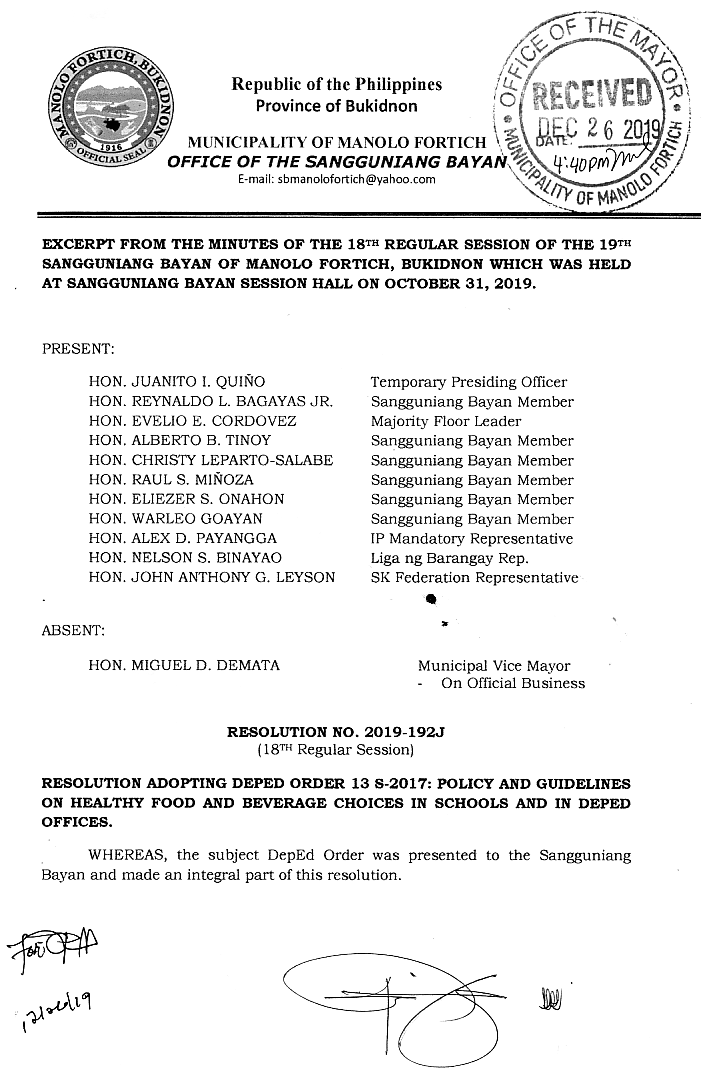 MANOLO FORTICH, BUKIDNON
1916
OFFICIAL SEAL
Republic of the Philippines
Province of Bukidnon
MUNICIPALITY OF MANOLO FORTICH
OFFICE OF THE SANGGUNIANG BAYAN
E-mail: sbmanolofortich@yahoo.com
OFFICE OF THE MAYOR
RECEIVED
DEC 26 2019
DATE:
4:40PM
MUNICIPALITY OF MANOLO FORTICH
EXCERPT FROM THE MINUTES OF THE 18TH REGULAR SESSION OF THE 19TH
SANGGUNIANG BAYAN OF MANOLO FORTICH, BUKIDNON WHICH WAS HELD
AT SANGGUNIANG BAYAN SESSION HALL ON OCTOBER 31, 2019.
PRESENT:
HON. JUANITO I. QUIÑO Temporary Presiding Officer
HON. REYNALDO L. BAGAYAS JR. Sangguniang Bayan Member
HON. EVELIO E. CORDOVEZ Majority Floor Leader
HON. ALBERTO B. TINOY Sangguniang Bayan Member
HON. CHRISTY LEPARTO-SALABE Sangguniang Bayan Member
HON. RAUL S. MIÑOZA Sangguniang Bayan Member
HON. ELIEZER S. ONAHON Sangguniang Bayan Member
HON. WARLEO GOAYAN Sangguniang Bayan Member
HON. ALEX D. PAYANGGA IP Mandatory Representative
HON. NELSON S. BINAYAO Liga ng Barangay Rep.
HON. JOHN ANTHONY G. LEYSON SK Federation Representative
ABSENT:
HON. MIGUEL D. DEMATA Municipal Vice Mayor
- On Official Business
RESOLUTION NO. 2019-192J
(18TH Regular Session)
RESOLUTION ADOPTING DEPED ORDER 13 S-2017: POLICY AND GUIDELINES
ON HEALTHY FOOD AND BEVERAGE CHOICES IN SCHOOLS AND IN DEPED
OFFICES.
WHEREAS, the subject DepEd Order was presented to the Sangguniang
Bayan and made an integral part of this resolution.